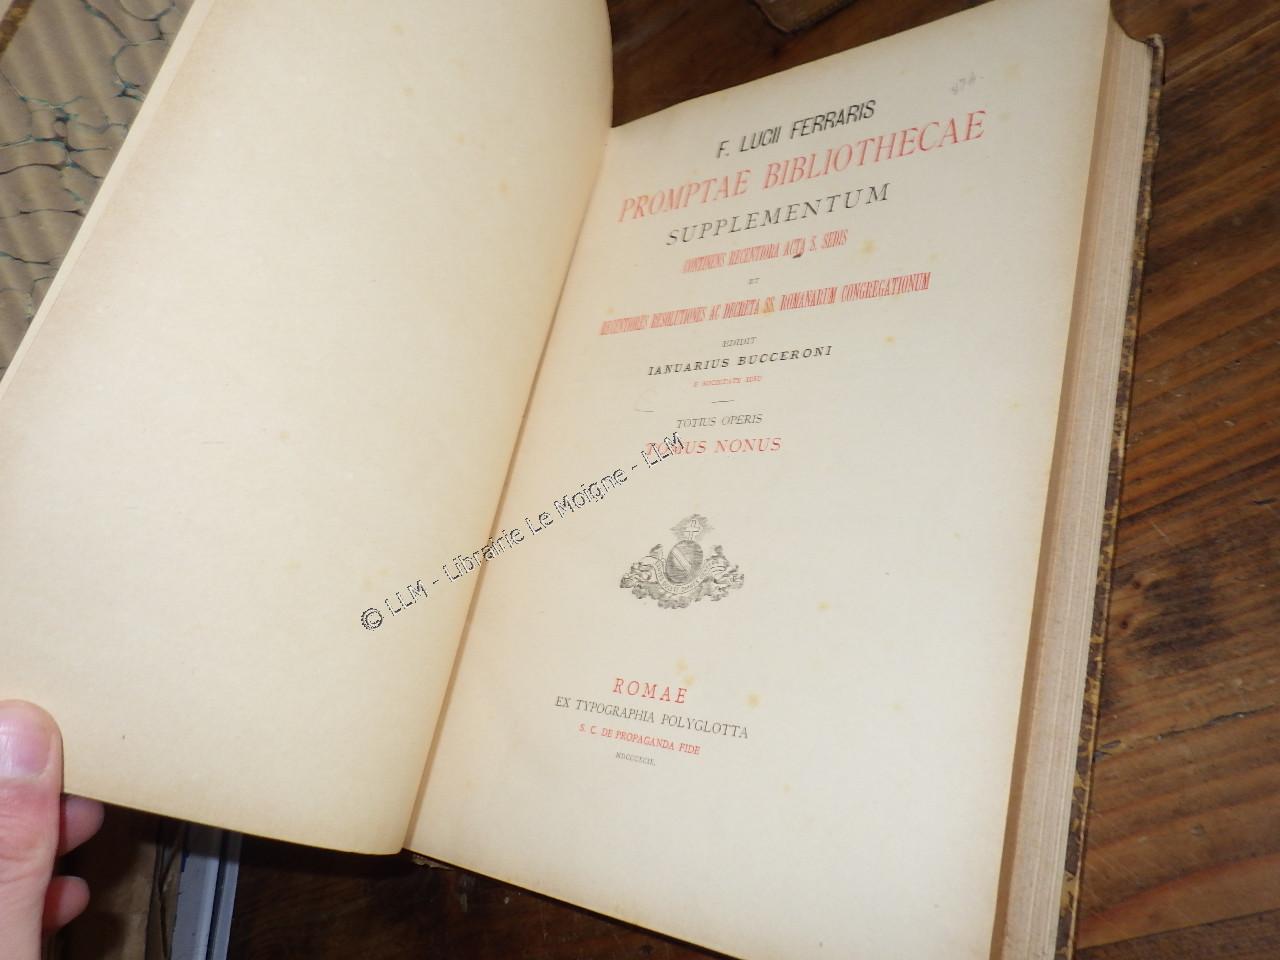 F. LUCII FERRARIS
PROMPTAE BIBLIOTHECAE
SUPPLEMENTUM
CONTINENS RECENTIORA ACTA S. SEDIS
ET
RECENTIORES RESOLUTIONES AC DECRETA SS. ROMANARUM CONGREGATIONUM
EDIDIT
IANUARIUS BUCCERONI
E SOCIETATE IESU
TOTIUS OPERIS
TOMUS NONUS
© LLM - Librairie Le Moigne - LLM
ROMAE
EX TYPOGRAPHIA POLYGLOTTA
S. C. DE PROPAGANDA FIDE